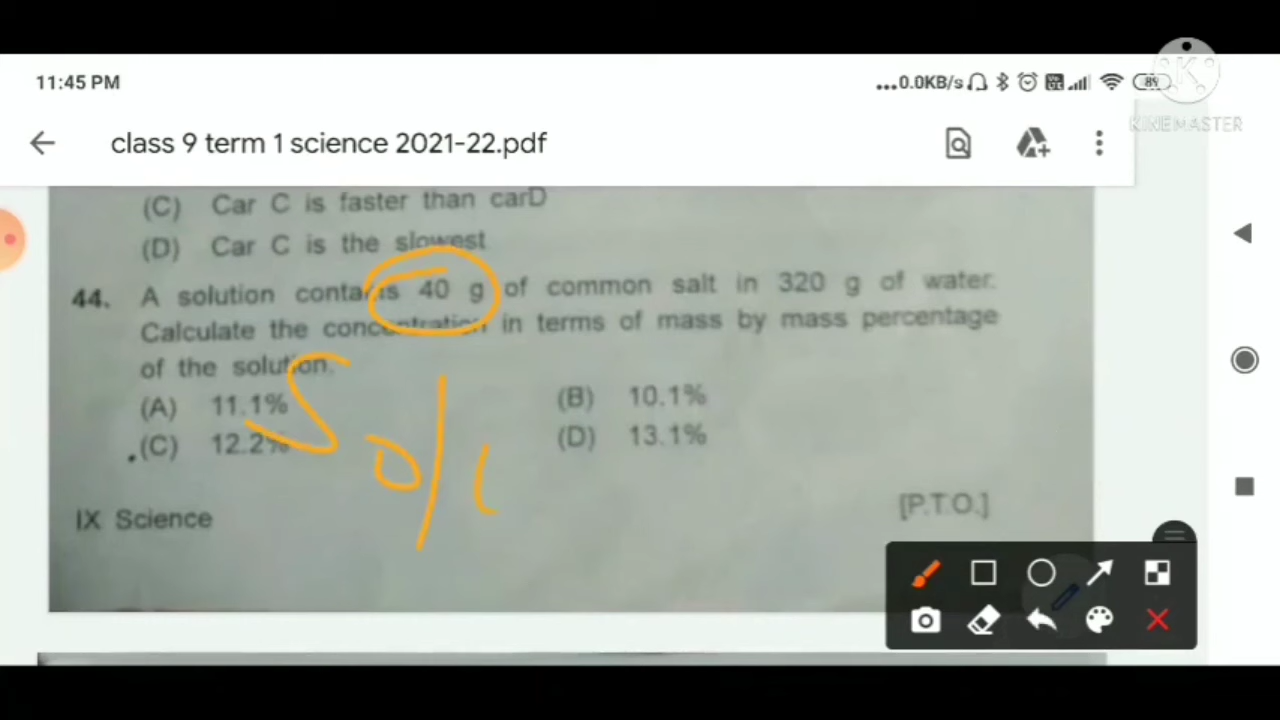 11:45 PM ...0.0KB/s 89
KINEMASTER
class 9 term 1 science 2021-22.pdf
(C) Car C is faster than carD
(D) Car C is the slowest
44. A solution contains 40 g of common salt in 320 g of water.
Calculate the concentration in terms of mass by mass percentage
of the solution.
(A) 11.1% (B) 10.1%
(C) 12.2% (D) 13.1%
IX Science [P.T.O.]